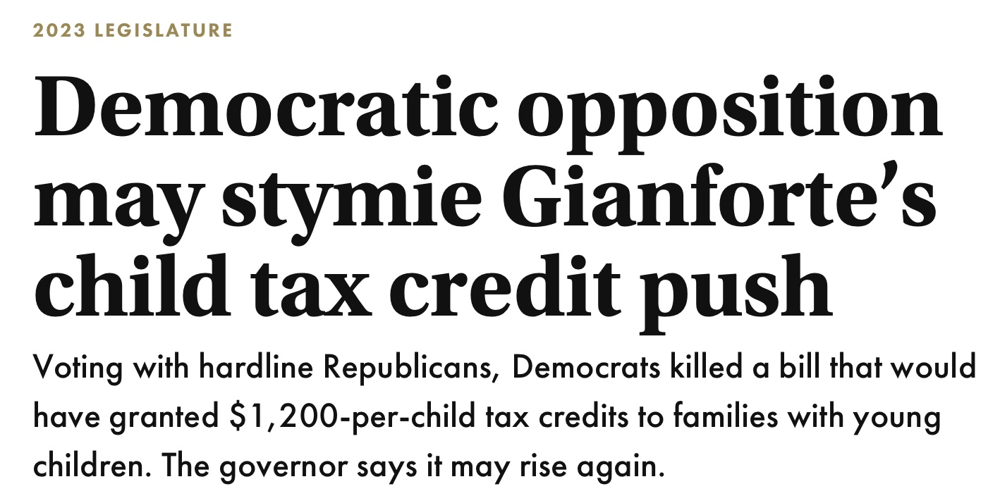 2023 LEGISLATURE
Democratic opposition
may stymie Gianforte’s
child tax credit push
Voting with hardline Republicans, Democrats killed a bill that would
have granted $1,200-per-child tax credits to families with young
children. The governor says it may rise again.